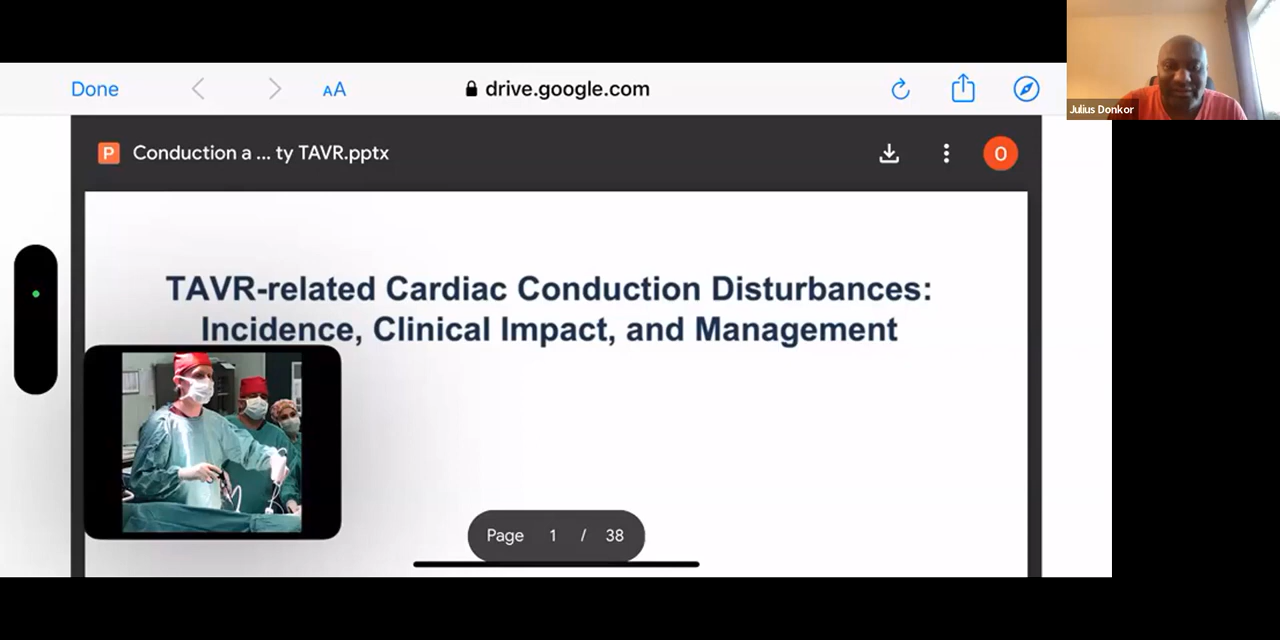 Done
AA
drive.google.com
Julius Donkor
P
Conduction a ... ty TAVR.pptx
O
TAVR-related Cardiac Conduction Disturbances:
Incidence, Clinical Impact, and Management
Page 1 / 38